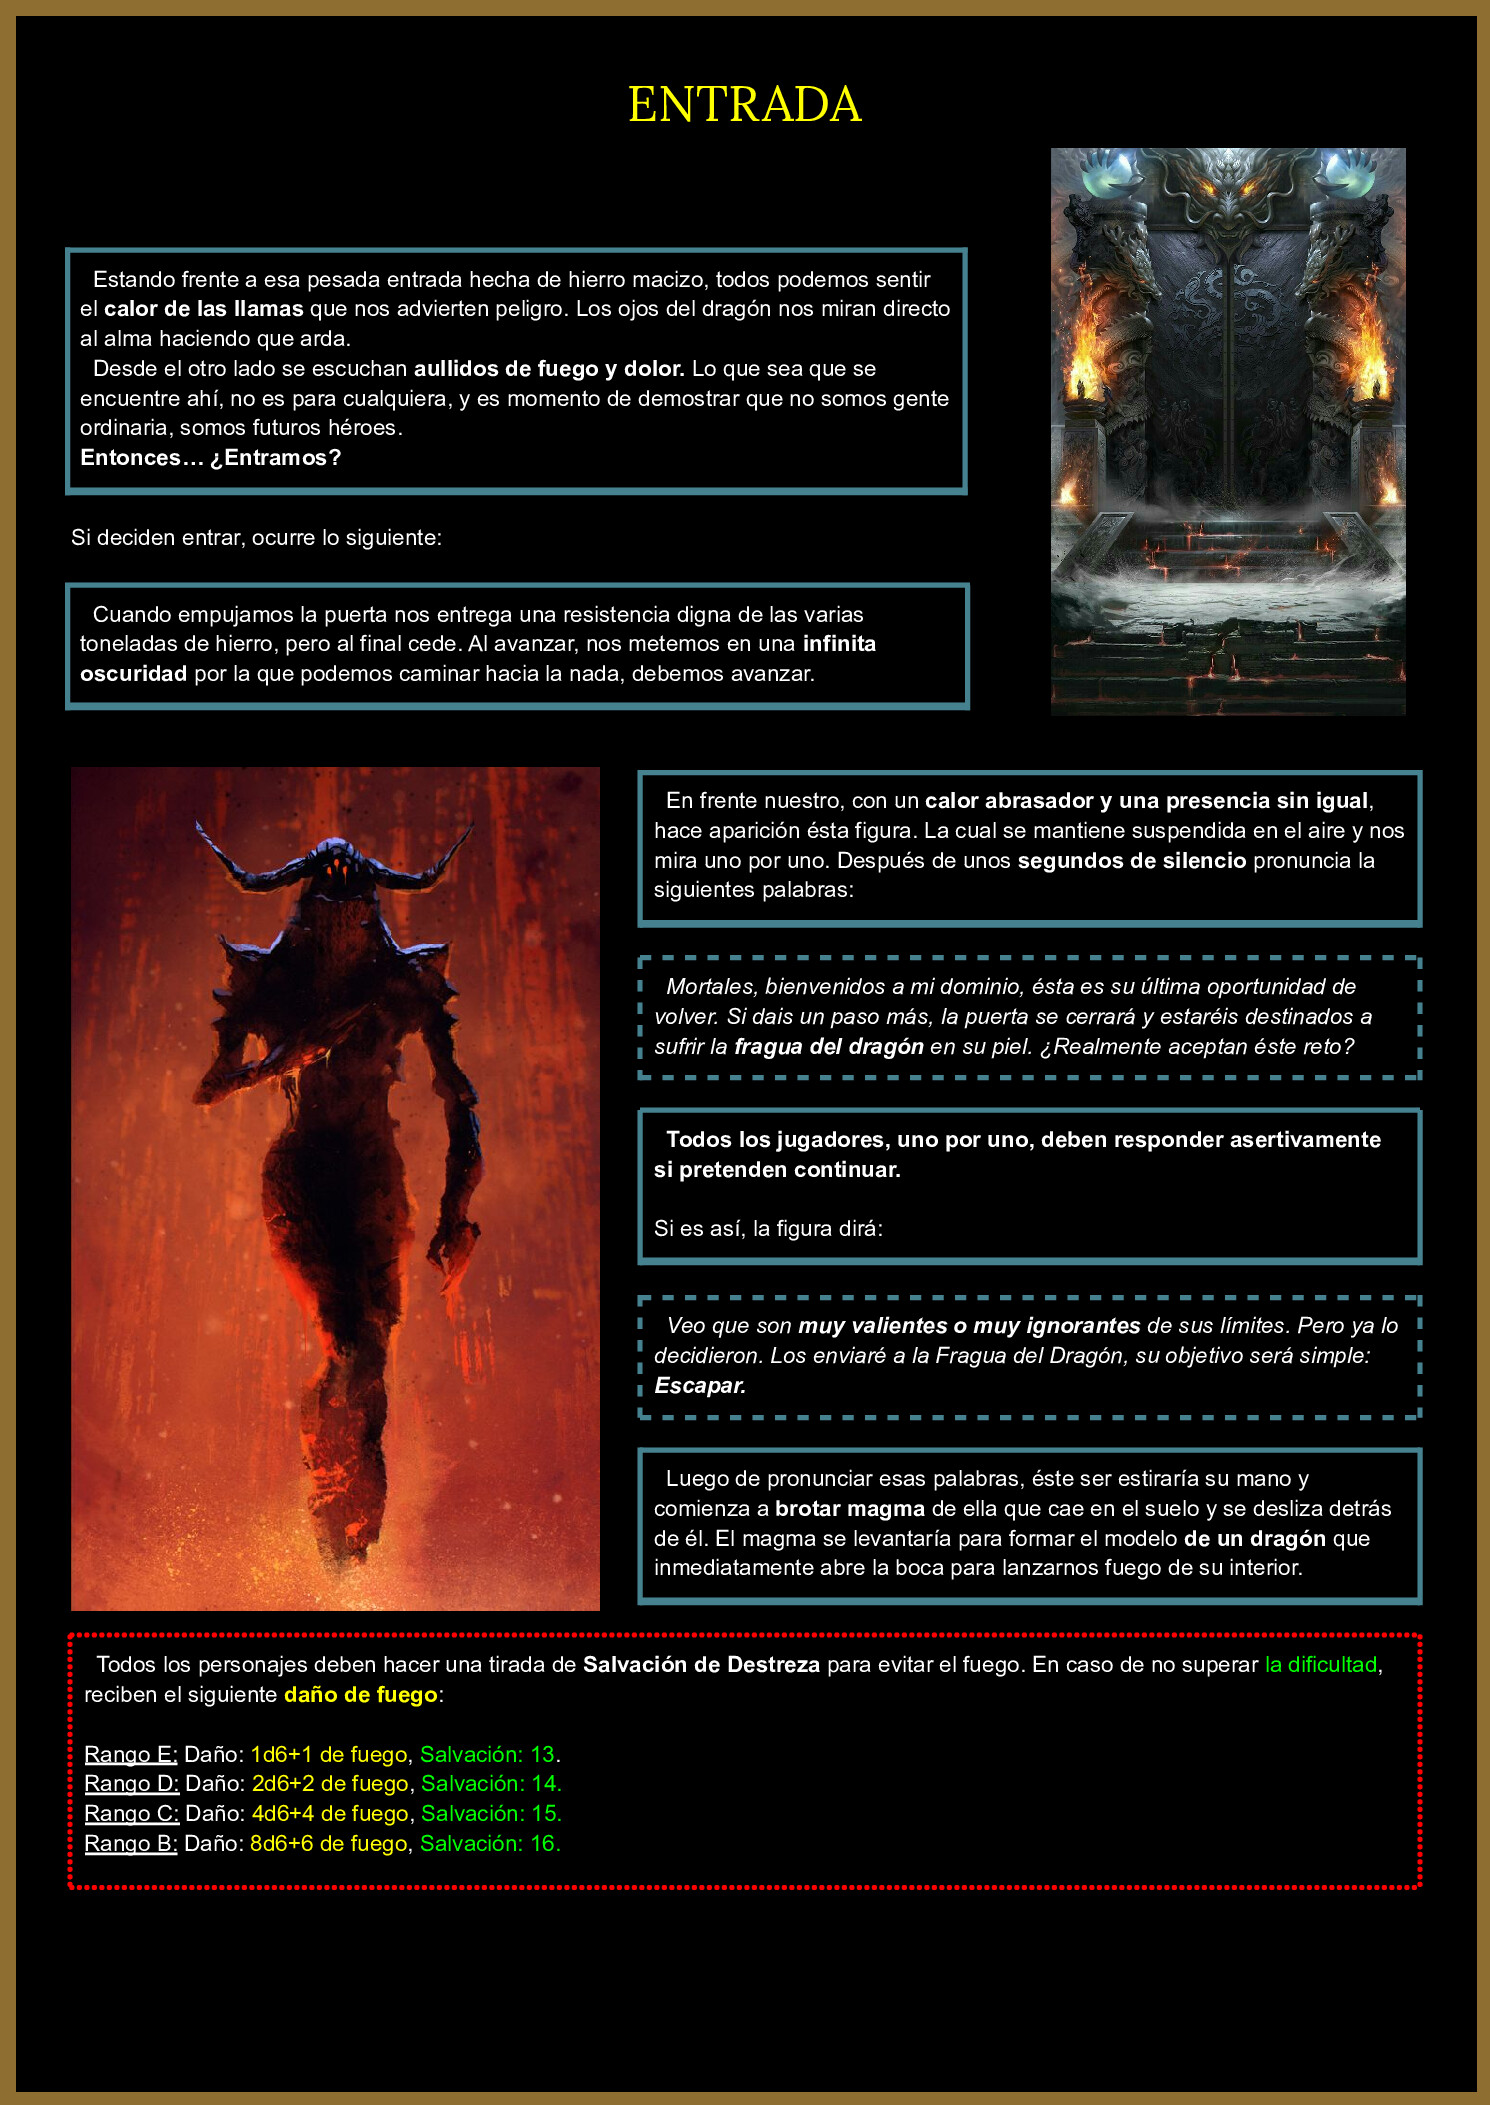 ENTRADA
Estando frente a esa pesada entrada hecha de hierro macizo, todos podemos sentir
el calor de las llamas que nos advierten peligro. Los ojos del dragón nos miran directo
al alma haciendo que arda.
Desde el otro lado se escuchan aullidos de fuego y dolor. Lo que sea que se
encuentre ahí, no es para cualquiera, y es momento de demostrar que no somos gente
ordinaria, somos futuros héroes.
Entonces… ¿Entramos?
Si deciden entrar, ocurre lo siguiente:
Cuando empujamos la puerta nos entrega una resistencia digna de las varias
toneladas de hierro, pero al final cede. Al avanzar, nos metemos en una infinita
oscuridad por la que podemos caminar hacia la nada, debemos avanzar.
En frente nuestro, con un calor abrasador y una presencia sin igual,
hace aparición ésta figura. La cual se mantiene suspendida en el aire y nos
mira uno por uno. Después de unos segundos de silencio pronuncia la
siguientes palabras:
Mortales, bienvenidos a mi dominio, ésta es su última oportunidad de
volver. Si dais un paso más, la puerta se cerrará y estaréis destinados a
sufrir la fragua del dragón en su piel. ¿Realmente aceptan éste reto?
Todos los jugadores, uno por uno, deben responder asertivamente
si pretenden continuar.
Si es así, la figura dirá:
Veo que son muy valientes o muy ignorantes de sus límites. Pero ya lo
decidieron. Los enviaré a la Fragua del Dragón, su objetivo será simple:
Escapar.
Luego de pronunciar esas palabras, éste ser estiraría su mano y
comienza a brotar magma de ella que cae en el suelo y se desliza detrás
de él. El magma se levantaría para formar el modelo de un dragón que
inmediatamente abre la boca para lanzarnos fuego de su interior.
Todos los personajes deben hacer una tirada de Salvación de Destreza para evitar el fuego. En caso de no superar la dificultad,
reciben el siguiente daño de fuego:
Rango E: Daño: 1d6+1 de fuego, Salvación: 13.
Rango D: Daño: 2d6+2 de fuego, Salvación: 14.
Rango C: Daño: 4d6+4 de fuego, Salvación: 15.
Rango B: Daño: 8d6+6 de fuego, Salvación: 16.